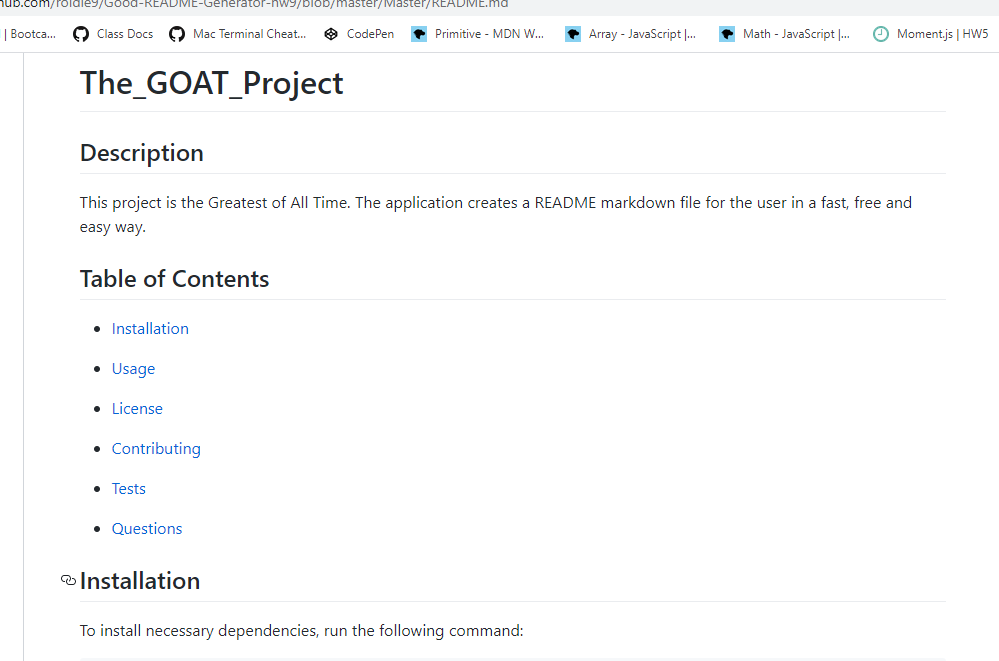 hub.com/roldie9/Good-README-Generator-hw9/blob/master/Master/README.md
| Bootca... Class Docs Mac Terminal Cheat... CodePen Primitive - MDN W... Array - JavaScript |... Math - JavaScript |... Moment.js | HW5
The_GOAT_Project
Description
This project is the Greatest of All Time. The application creates a README markdown file for the user in a fast, free and
easy way.
Table of Contents
Installation
Usage
License
Contributing
Tests
Questions
Installation
To install necessary dependencies, run the following command: